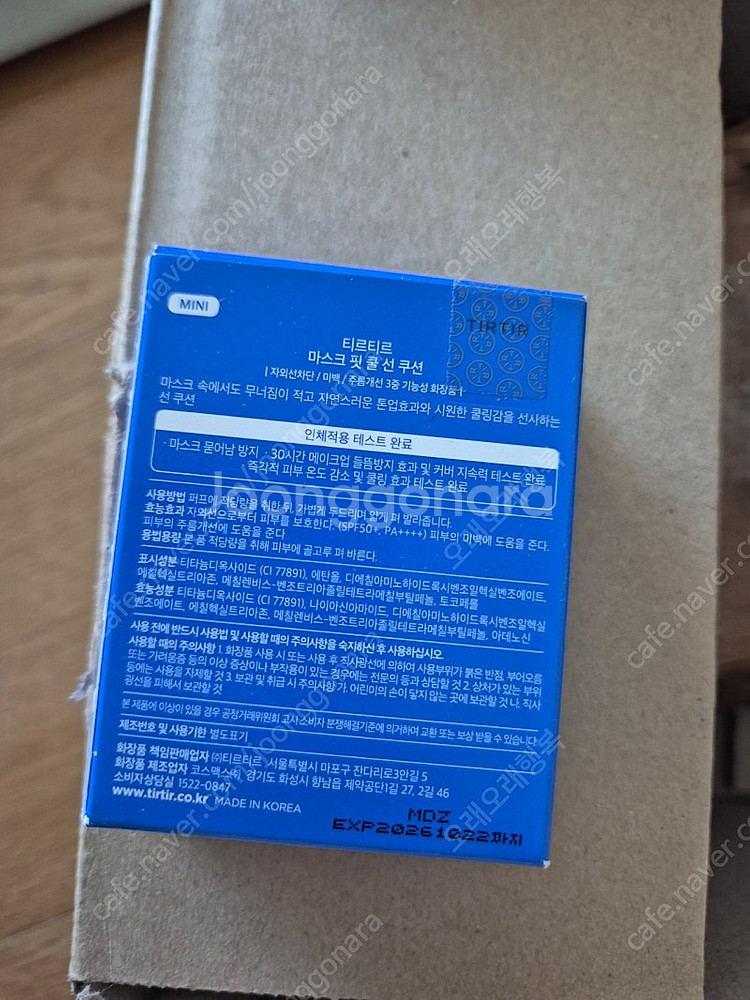 MINI
TIRTIR
티르티르
마스크 핏 쿨 선 쿠션
| 자외선차단 / 미백 / 주름개선 3중 기능성 화장품 |
마스크 속에서도 무너짐이 적고 자연스러운 톤업효과와 시원한 쿨링감을 선사하는
선 쿠션
인체적용 테스트 완료
· 마스크 묻어남 방지 · 30시간 메이크업 들뜸방지 효과 및 커버 지속력 테스트 완료
· 즉각적 피부 온도 감소 및 쿨링 효과 테스트 완료
사용방법 퍼프에 적당량을 취한 뒤, 가볍게 두드리며 얇게 펴 발라줍니다.
효능효과 자외선으로부터 피부를 보호한다. (SPF50+, PA++++) 피부의 미백에 도움을 준다.
피부의 주름개선에 도움을 준다
용법용량 본 품 적당량을 취해 피부에 골고루 펴 바른다.
표시성분 티타늄디옥사이드 (CI 77891), 에탄올, 디에칠아미노하이드록시벤조일헥실벤조에이트,
에칠헥실트리아존, 메칠렌비스-벤조트리아졸릴테트라메칠부틸페놀, 토코페롤
효능성분 티타늄디옥사이드 (CI 77891), 나이아신아마이드, 디에칠아미노하이드록시벤조일헥실
벤조에이트, 에칠헥실트리아존, 메칠렌비스-벤조트리아졸릴테트라메칠부틸페놀, 아데노신
사용 전에 반드시 사용법 및 사용할 때의 주의사항을 숙지하신 후 사용하십시오.
사용할 때의 주의사항 1. 화장품 사용 시 또는 사용 후 직사광선에 의하여 사용부위가 붉은 반점, 부어오름
또는 가려움증 등의 이상 증상이나 부작용이 있는 경우에는 전문의 등과 상담할 것 2. 상처가 있는 부위
등에는 사용을 자제할 것 3. 보관 및 취급 시 주의사항 가. 어린이의 손이 닿지 않는 곳에 보관할 것 나. 직사
광선을 피해서 보관할 것
본 제품에 이상이 있을 경우 공정거래위원회 고시 소비자 분쟁해결기준에 의거하여 교환 또는 보상 받을 수 있습니다.
제조번호 및 사용기한 별도표기
화장품 책임판매업자 ㈜티르티르 서울특별시 마포구 잔다리로3안길 5
화장품 제조업자 코스맥스㈜ 경기도 화성시 향남읍 제약공단1길 27, 2길 46
소비자상담실 1522-0847
www.tirtir.co.kr MADE IN KOREA
MDZ
EXP20261022까지
Joonggonara
cafe.naver.com/joonggonara
오래오래행복